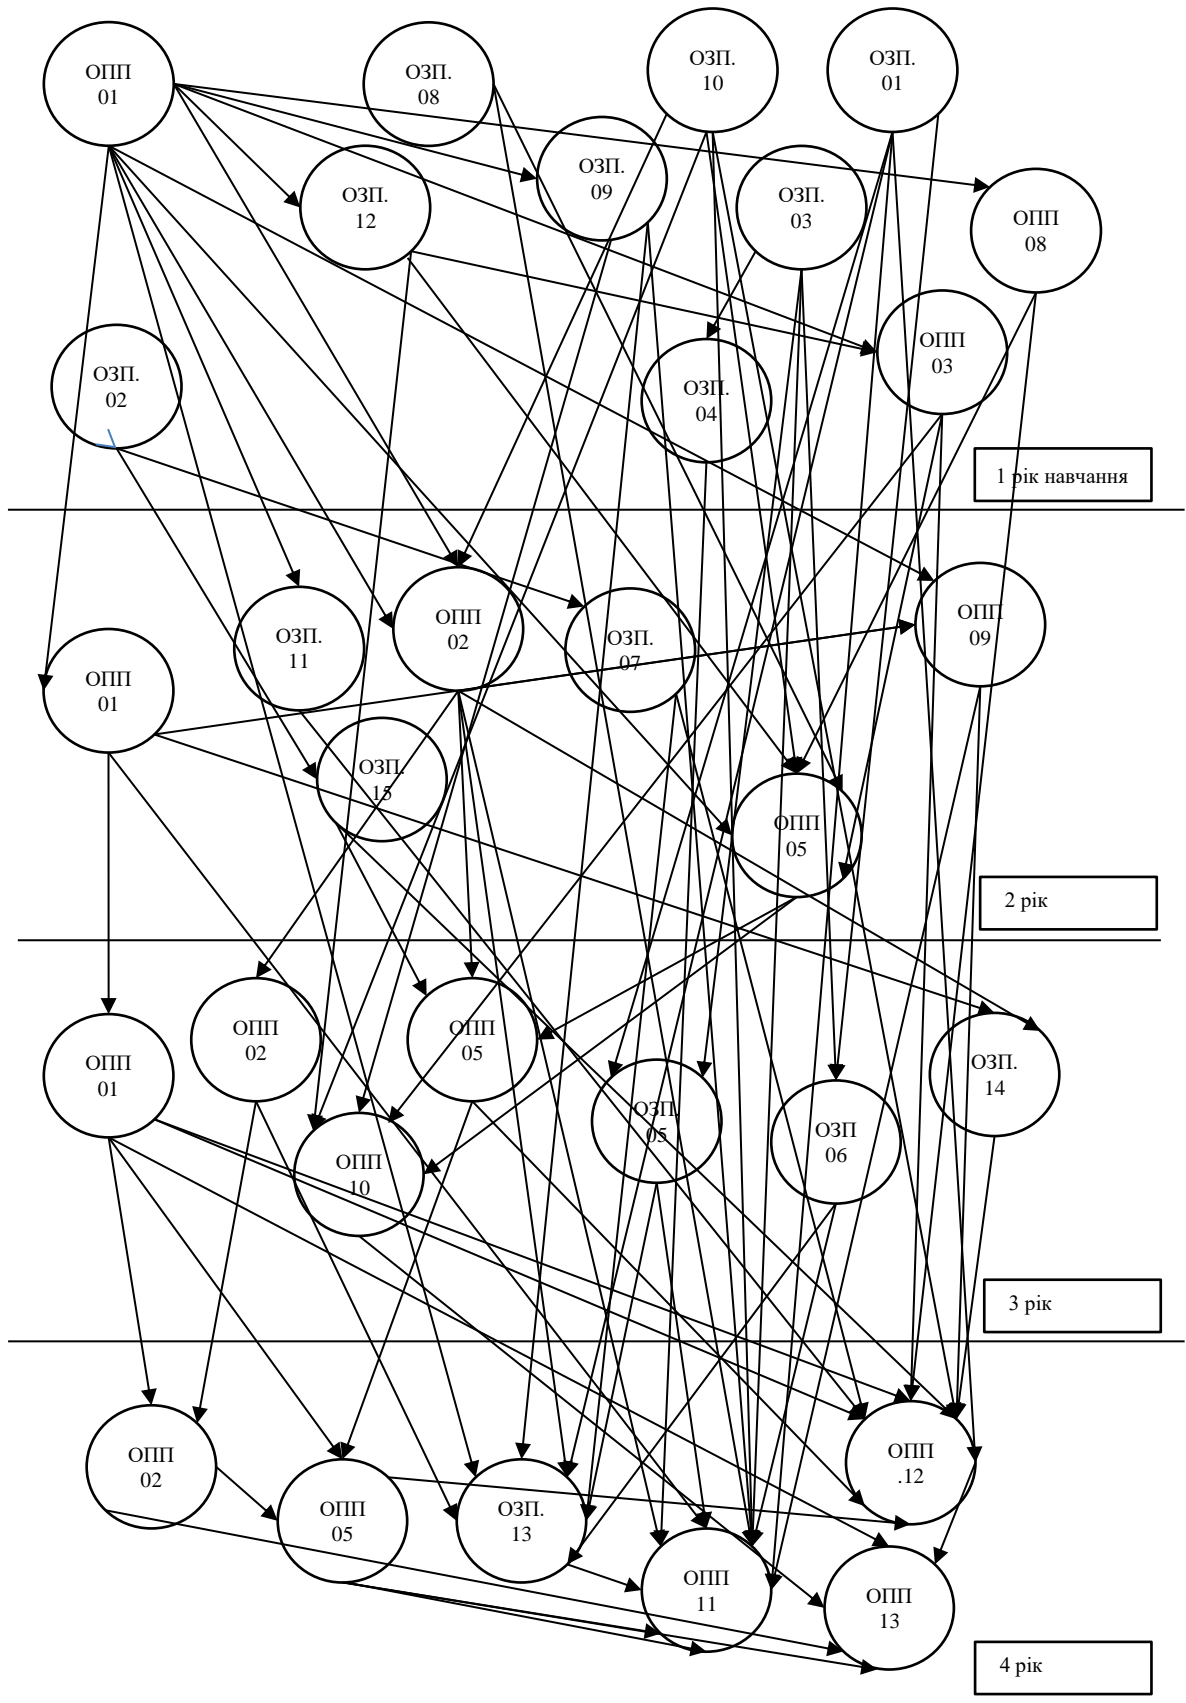 ОПП
01
ОЗП.
08
ОЗП.
10
ОЗП.
01
ОЗП.
12
ОЗП.
09
ОЗП.
03
ОПП
08
ОЗП.
02
ОЗП.
04
ОПП
03
1 рік навчання
ОПП
01
ОЗП.
11
ОПП
02
ОЗП.
07
ОПП
09
ОЗП.
15
ОПП
05
2 рік
ОПП
01
ОПП
02
ОПП
05
ОПП
10
ОЗП.
05
ОЗП
06
ОЗП.
14
3 рік
ОПП
02
ОПП
05
ОЗП.
13
ОПП
11
ОПП
.12
ОПП
13
4 рік